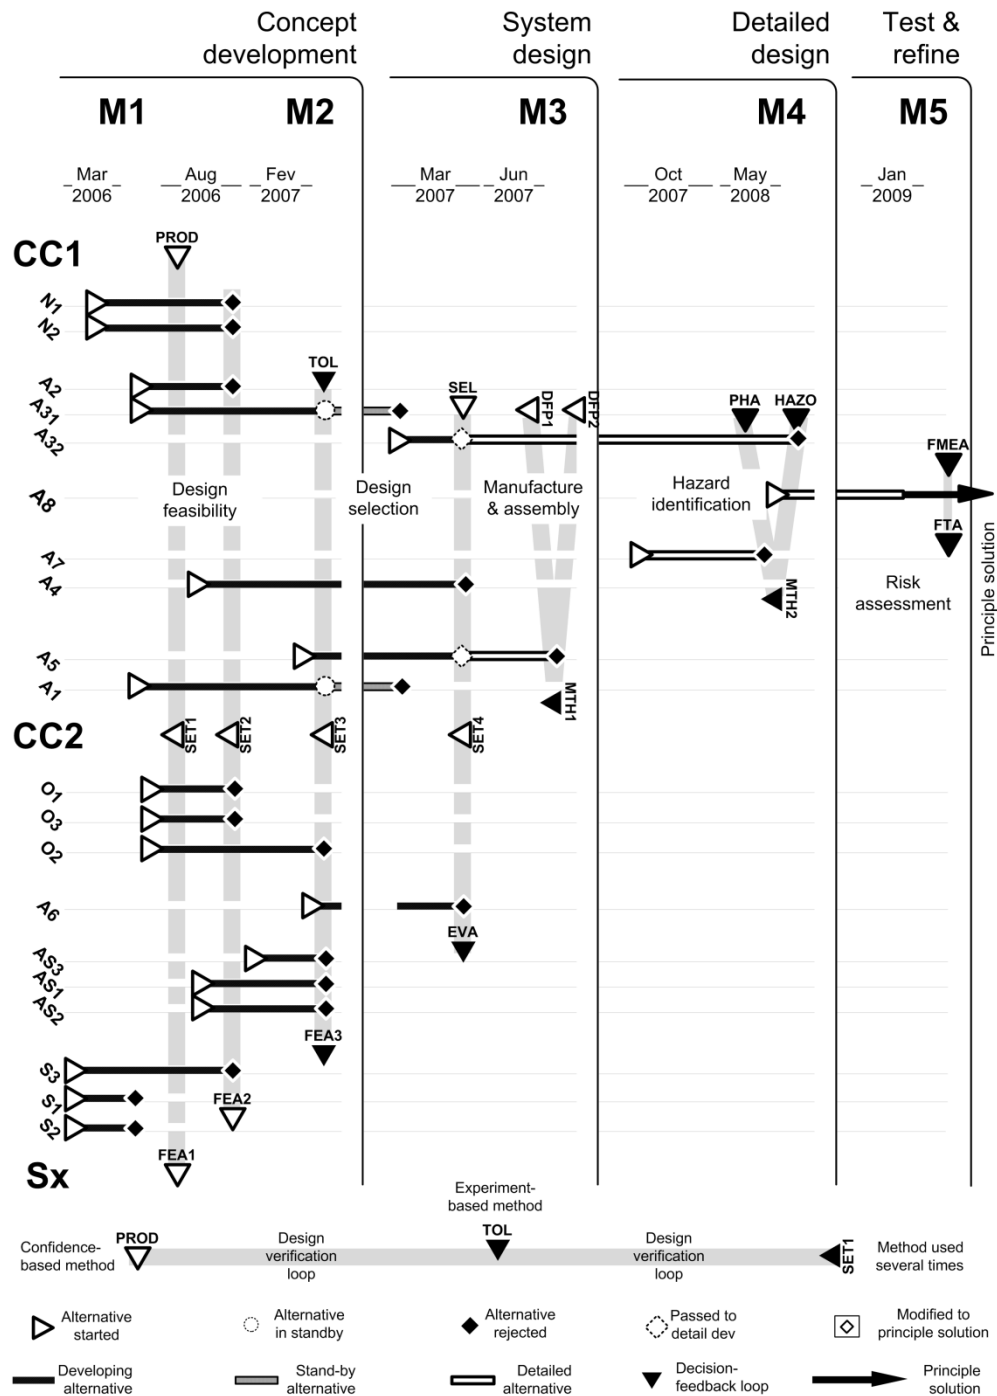 Concept
development
System
design
Detailed
design
Test &
refine
M1
M2
M3
M4
M5
Mar
2006
Aug
2006
Fev
2007
Mar
2007
Jun
2007
Oct
2007
May
2008
Jan
2009
CC1
PROD
N1
N2
A2
TOL
A31
SEL
DFP1
DFP2
PHA
HAZO
A32
FMEA
Design
feasibility
Design
selection
Manufacture
& assembly
Hazard
identification
A8
FTA
A7
A4
MTH2
Risk
assessment
Principle solution
A5
A1
MTH1
CC2
SET1
SET2
SET3
SET4
O1
O3
O2
A6
EVA
AS3
AS1
AS2
FEA3
S3
S1
FEA2
S2
FEA1
Sx
Experiment-
based method
Confidence-
based method
PROD
Design
verification
loop
TOL
Design
verification
loop
SET1
Method used
several times
Alternative
started
Alternative
in standby
Alternative
rejected
Passed to
detail dev
Modified to
principle solution
Developing
alternative
Stand-by
alternative
Detailed
alternative
Decision-
feedback loop
Principle
solution